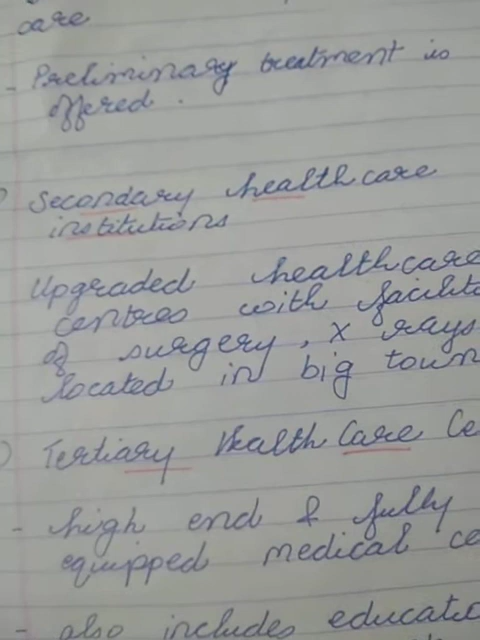 care
- Preliminary treatment is
offered.
Secondary healthcare
institutions
Upgraded healthcare
centres with
of surgery, x rays
located in big town
Tertiary Health Care
- high end & fully
equipped medical
- also includes